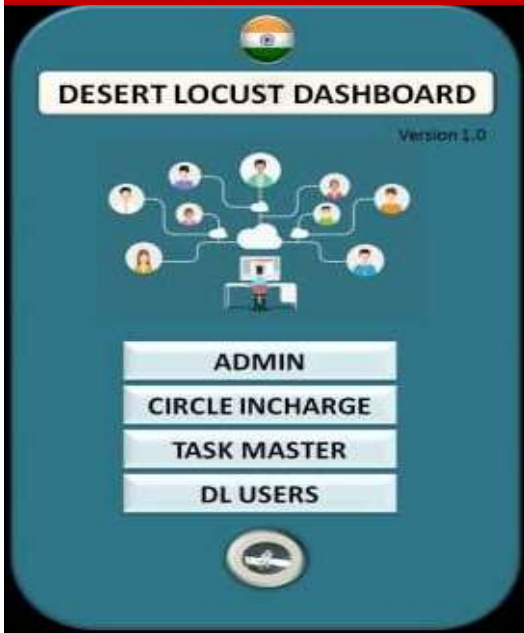 DESERT LOCUST DASHBOARD
Version 1.0
ADMIN
CIRCLE INCHARGE
TASK MASTER
DL USERS